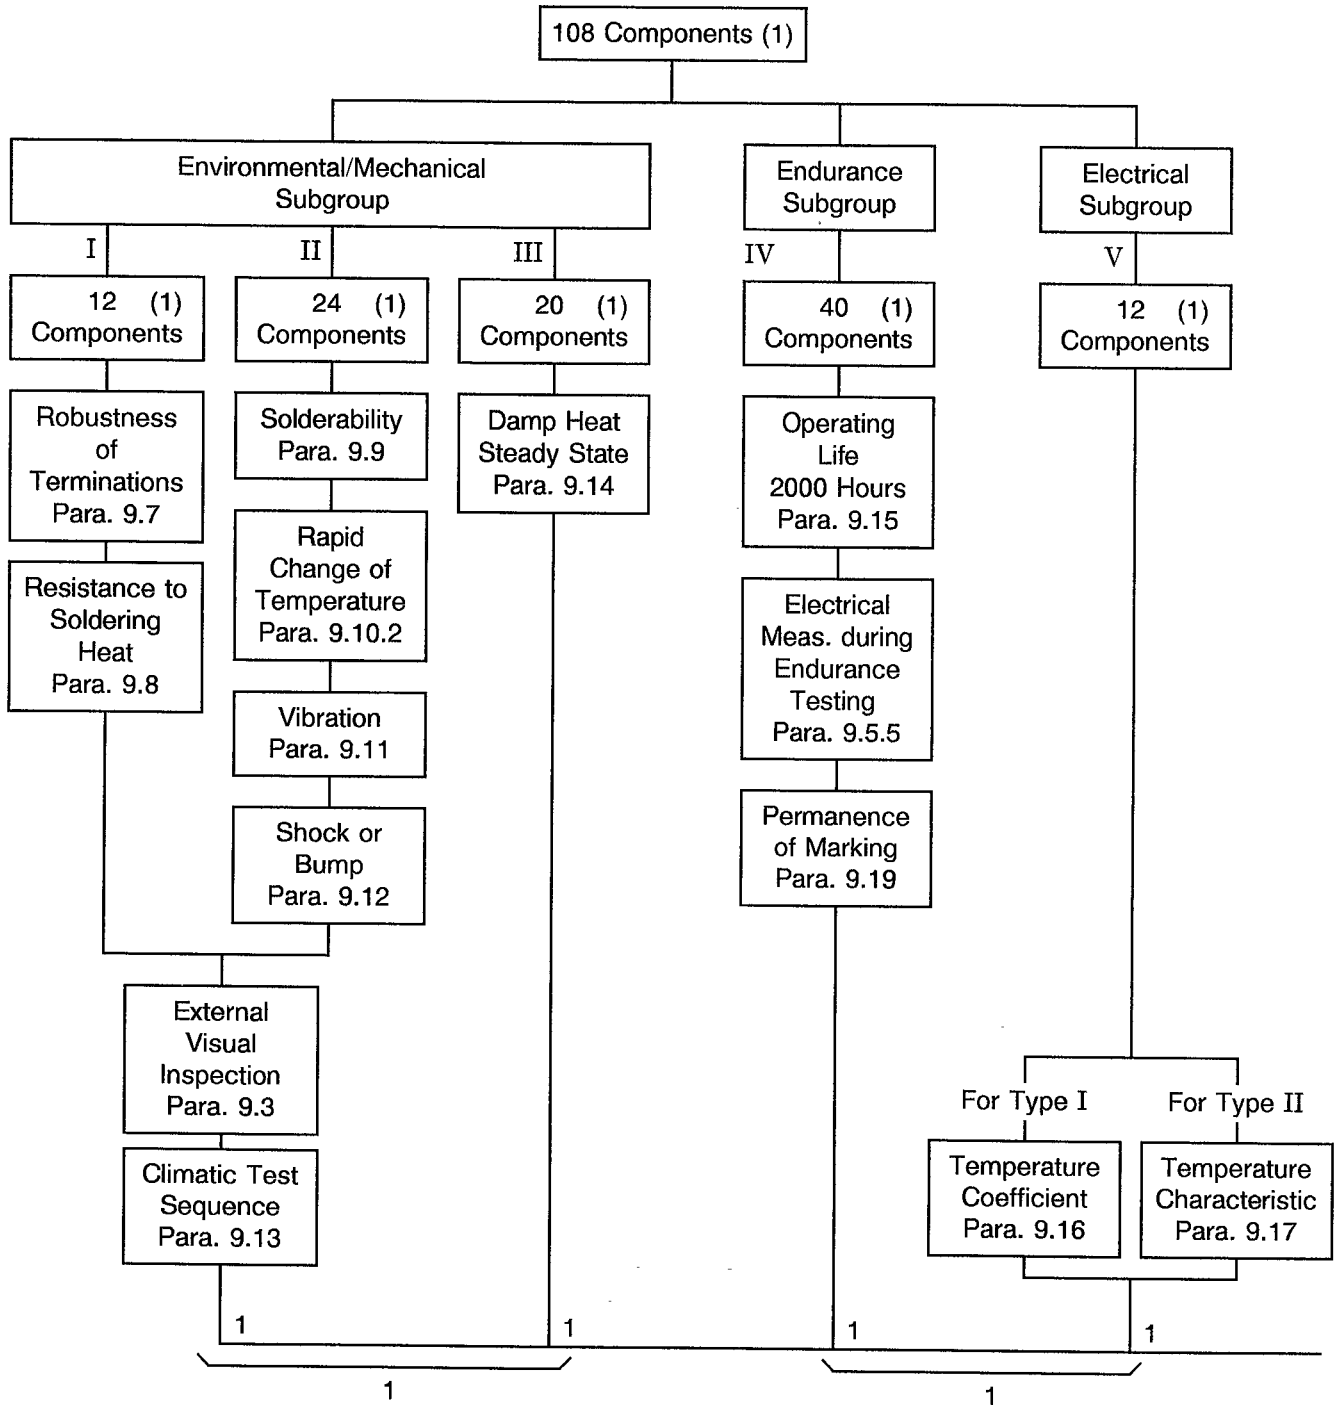 108 Components (1)
Environmental/Mechanical
Subgroup
Endurance
Subgroup
Electrical
Subgroup
I
II
III
IV
V
12 (1)
Components
24 (1)
Components
20 (1)
Components
40 (1)
Components
12 (1)
Components
Robustness
of
Terminations
Para. 9.7
Resistance to
Soldering
Heat
Para. 9.8
Solderability
Para. 9.9
Rapid
Change of
Temperature
Para. 9.10.2
Vibration
Para. 9.11
Shock or
Bump
Para. 9.12
External
Visual
Inspection
Para. 9.3
Climatic Test
Sequence
Para. 9.13
Damp Heat
Steady State
Para. 9.14
Operating
Life
2000 Hours
Para. 9.15
Electrical
Meas. during
Endurance
Testing
Para. 9.5.5
Permanence
of Marking
Para. 9.19
For Type I
For Type II
Temperature
Coefficient
Para. 9.16
Temperature
Characteristic
Para. 9.17
1
1
1
1
1
1